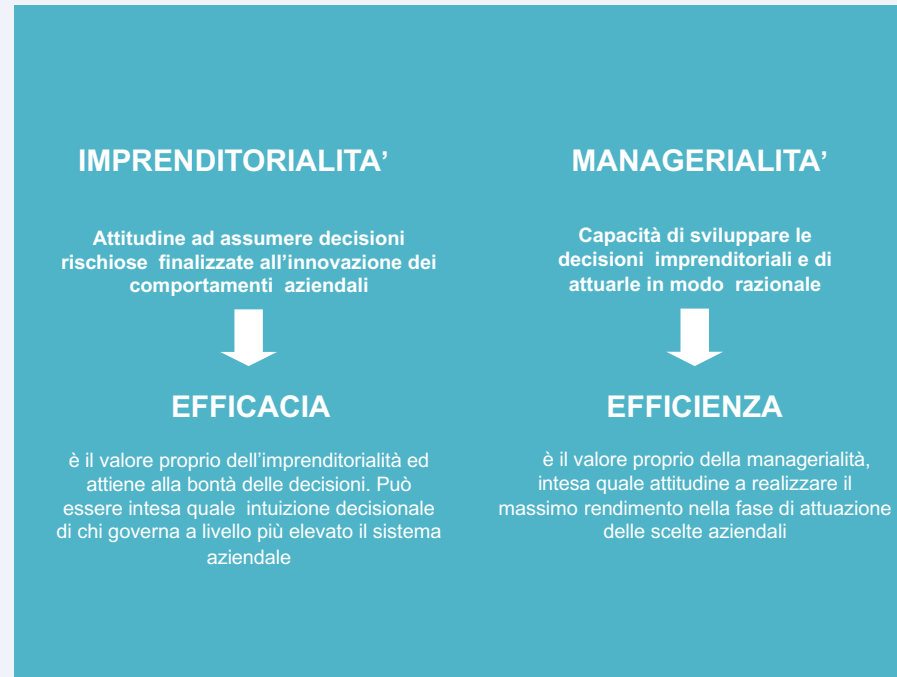 IMPRENDITORIALITA’
Attitudine ad assumere decisioni
rischiose finalizzate all’innovazione dei
comportamenti aziendali
EFFICACIA
è il valore proprio dell’imprenditorialità ed
attiene alla bontà delle decisioni. Può
essere intesa quale intuizione decisionale
di chi governa a livello più elevato il sistema
aziendale
MANAGERIALITA’
Capacità di sviluppare le
decisioni imprenditoriali e di
attuarle in modo razionale
EFFICIENZA
è il valore proprio della managerialità,
intesa quale attitudine a realizzare il
massimo rendimento nella fase di attuazione
delle scelte aziendali